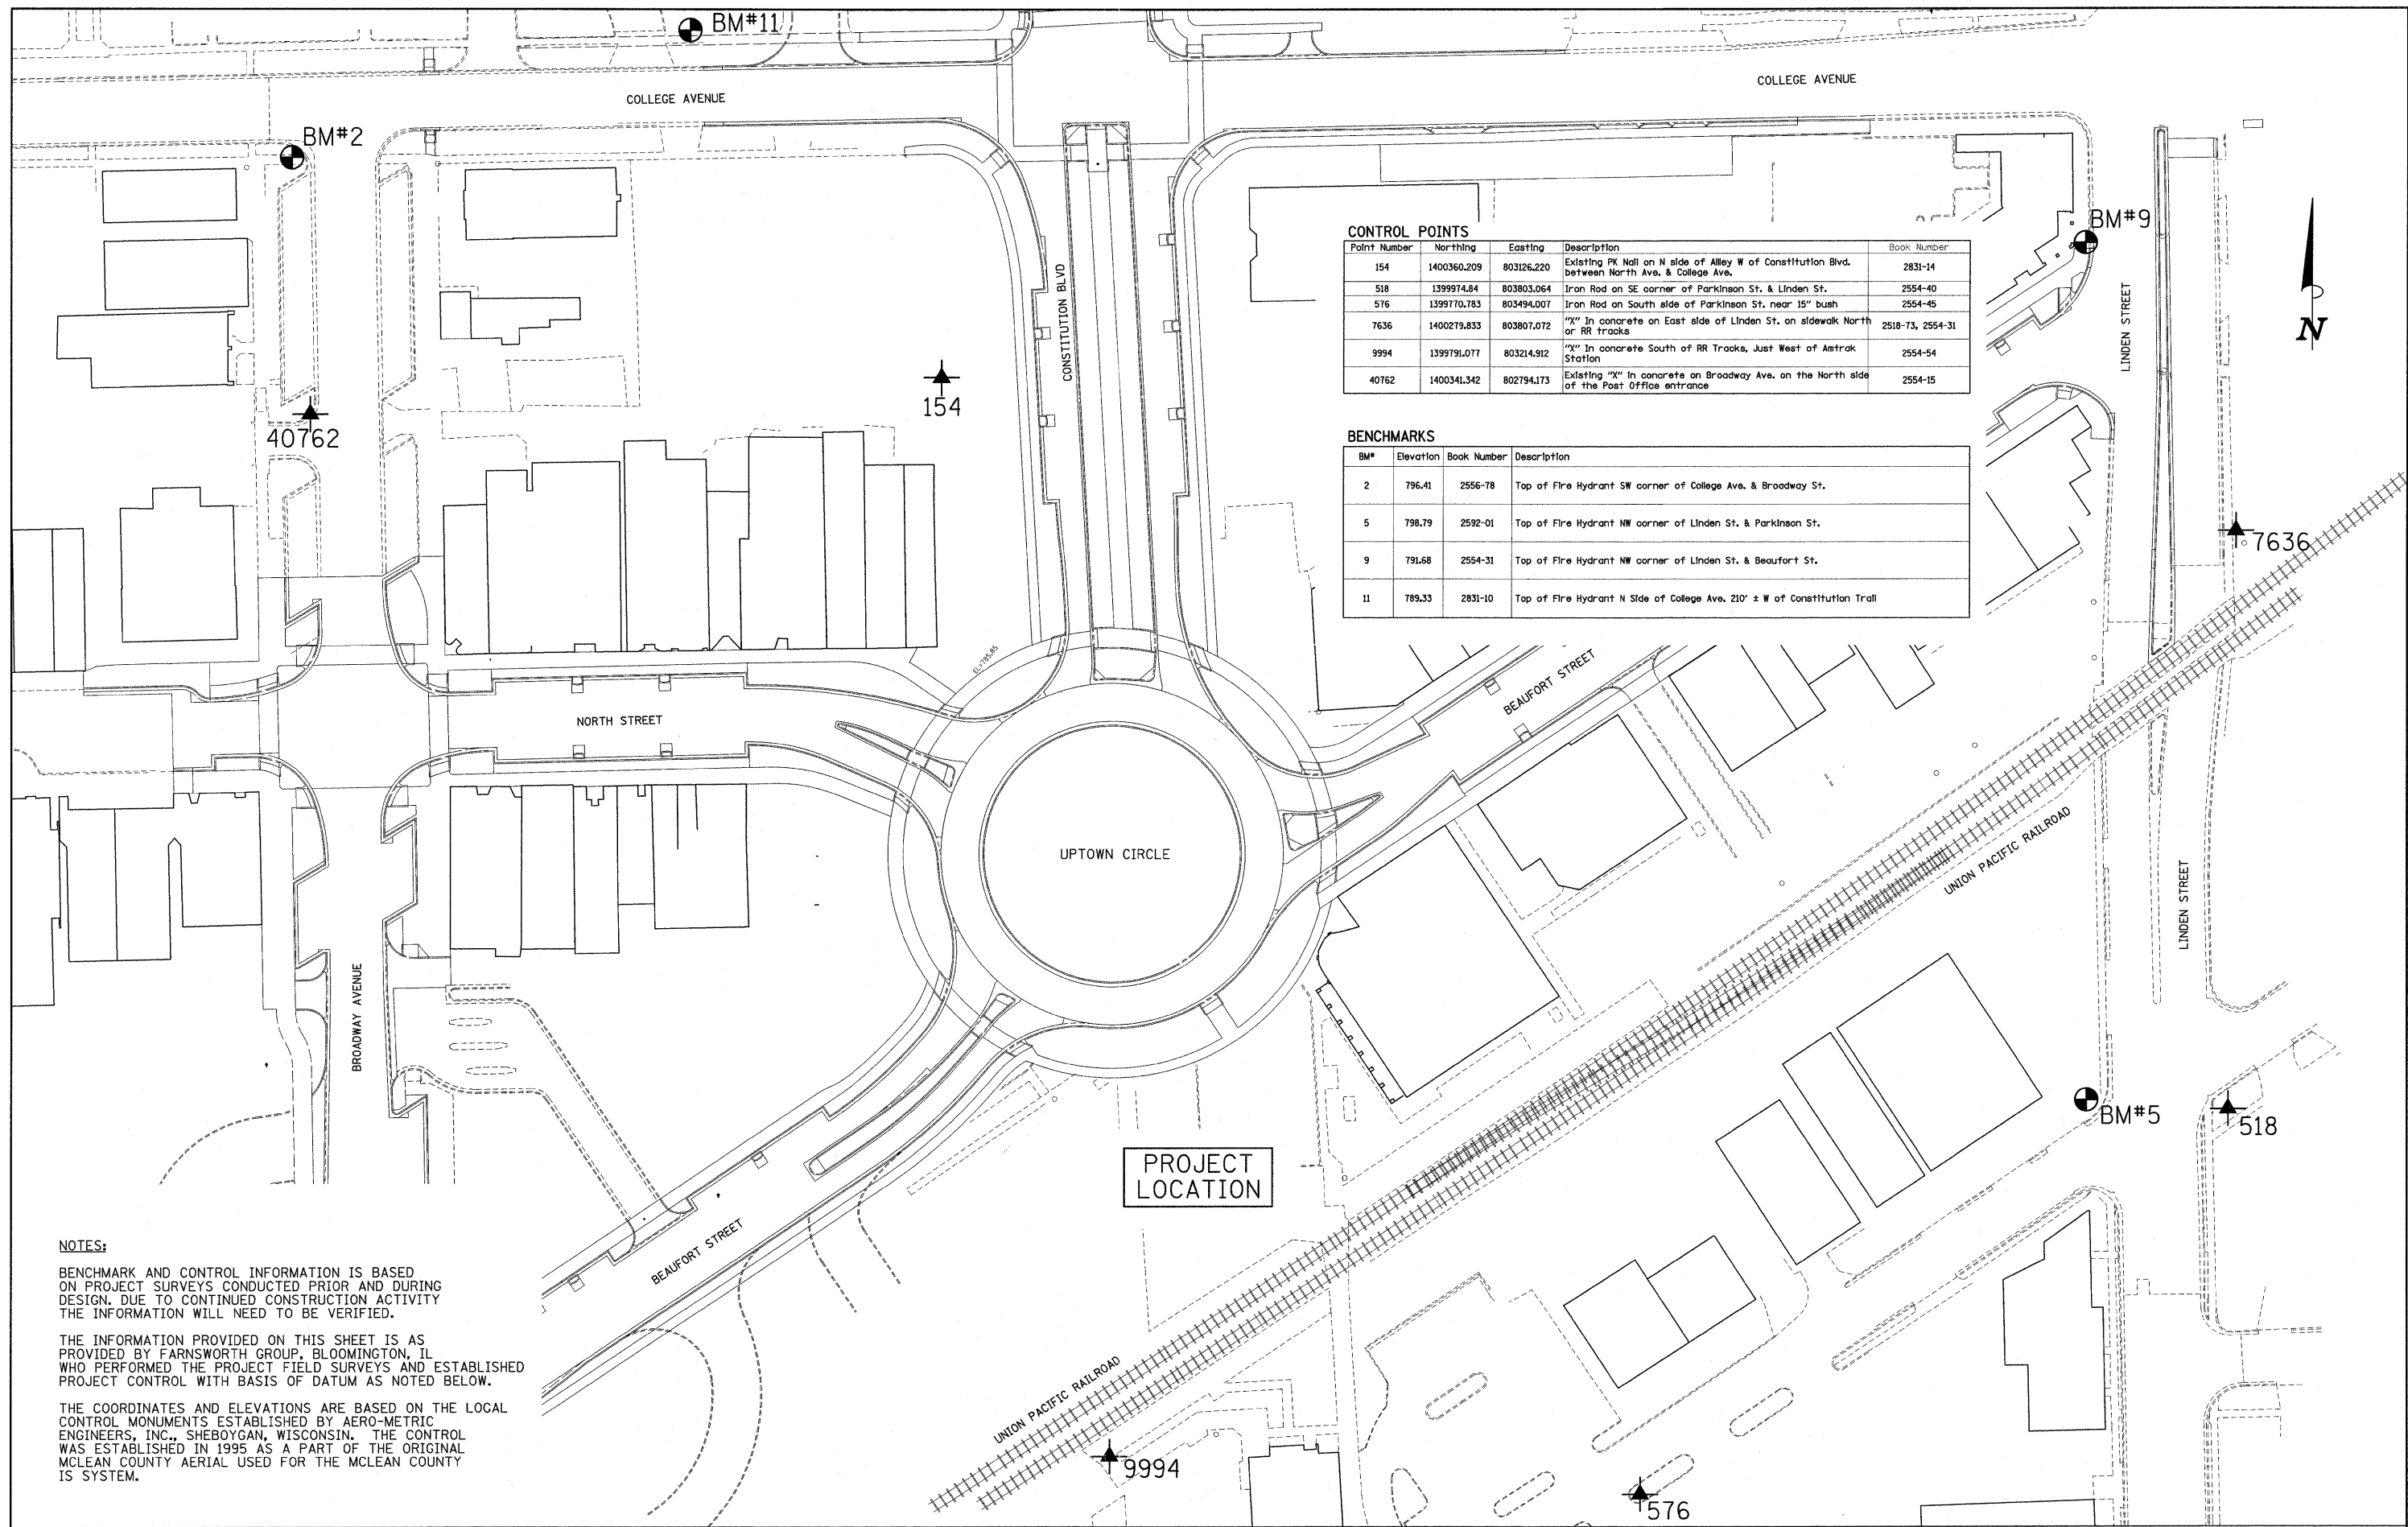 BM#11
COLLEGE AVENUE
COLLEGE AVENUE
BM#2
BM#9
CONSTITUTION BLVD
LINDEN STREET
N
CONTROL POINTS
Point Number Northing Easting Description Book Number
154 1400360.209 803126.220 Existing PK Nail on N side of Alley W of Constitution Blvd. between North Ave. & College Ave. 2831-14
518 1399974.84 803803.064 Iron Rod on SE corner of Parkinson St. & Linden St. 2554-40
576 1399770.783 803494.007 Iron Rod on South side of Parkinson St. near 15" bush 2554-45
7636 1400279.833 803807.072 "X" in concrete on East side of Linden St. on sidewalk North or RR tracks 2518-73, 2554-31
9994 1399791.077 803214.912 "X" in concrete South of RR Tracks, Just West of Amtrak Station 2554-54
40762 1400341.342 802794.173 Existing "X" in concrete on Broadway Ave. on the North side of the Post Office entrance 2554-15
154
40762
BENCHMARKS
BM# Elevation Book Number Description
2 796.41 2556-78 Top of Fire Hydrant SW corner of College Ave. & Broadway St.
5 798.79 2592-01 Top of Fire Hydrant NW corner of Linden St. & Parkinson St.
9 791.68 2554-31 Top of Fire Hydrant NW corner of Linden St. & Beaufort St.
11 789.33 2831-10 Top of Fire Hydrant N Side of College Ave. 210' ± W of Constitution Trail
7636
EL=785.85
BEAUFORT STREET
NORTH STREET
UPTOWN CIRCLE
UNION PACIFIC RAILROAD
LINDEN STREET
BROADWAY AVENUE
BM#5
518
PROJECT
LOCATION
BEAUFORT STREET
UNION PACIFIC RAILROAD
9994
576
NOTES:
BENCHMARK AND CONTROL INFORMATION IS BASED
ON PROJECT SURVEYS CONDUCTED PRIOR AND DURING
DESIGN. DUE TO CONTINUED CONSTRUCTION ACTIVITY
THE INFORMATION WILL NEED TO BE VERIFIED.
THE INFORMATION PROVIDED ON THIS SHEET IS AS
PROVIDED BY FARNSWORTH GROUP, BLOOMINGTON, IL
WHO PERFORMED THE PROJECT FIELD SURVEYS AND ESTABLISHED
PROJECT CONTROL WITH BASIS OF DATUM AS NOTED BELOW.
THE COORDINATES AND ELEVATIONS ARE BASED ON THE LOCAL
CONTROL MONUMENTS ESTABLISHED BY AERO-METRIC
ENGINEERS, INC., SHEBOYGAN, WISCONSIN. THE CONTROL
WAS ESTABLISHED IN 1995 AS A PART OF THE ORIGINAL
MCLEAN COUNTY AERIAL USED FOR THE MCLEAN COUNTY
IS SYSTEM.